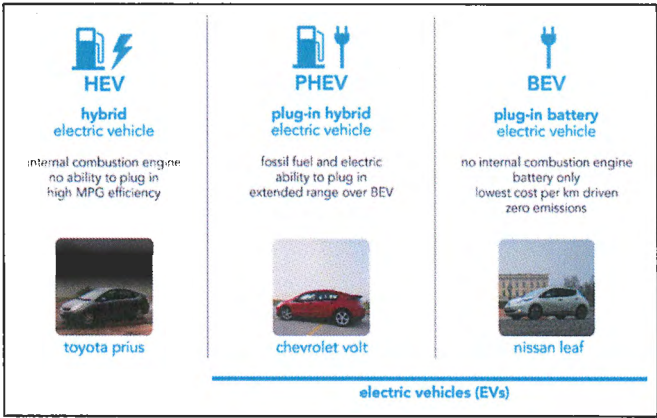 HEV
hybrid
electric vehicle
internal combustion engine
no ability to plug in
high MPG efficiency
toyota prius
PHEV
plug-in hybrid
electric vehicle
fossil fuel and electric
ability to plug in
extended range over BEV
chevrolet volt
BEV
plug-in battery
electric vehicle
no internal combustion engine
battery only
lowest cost per km driven
zero emissions
nissan leaf
electric vehicles (EVs)